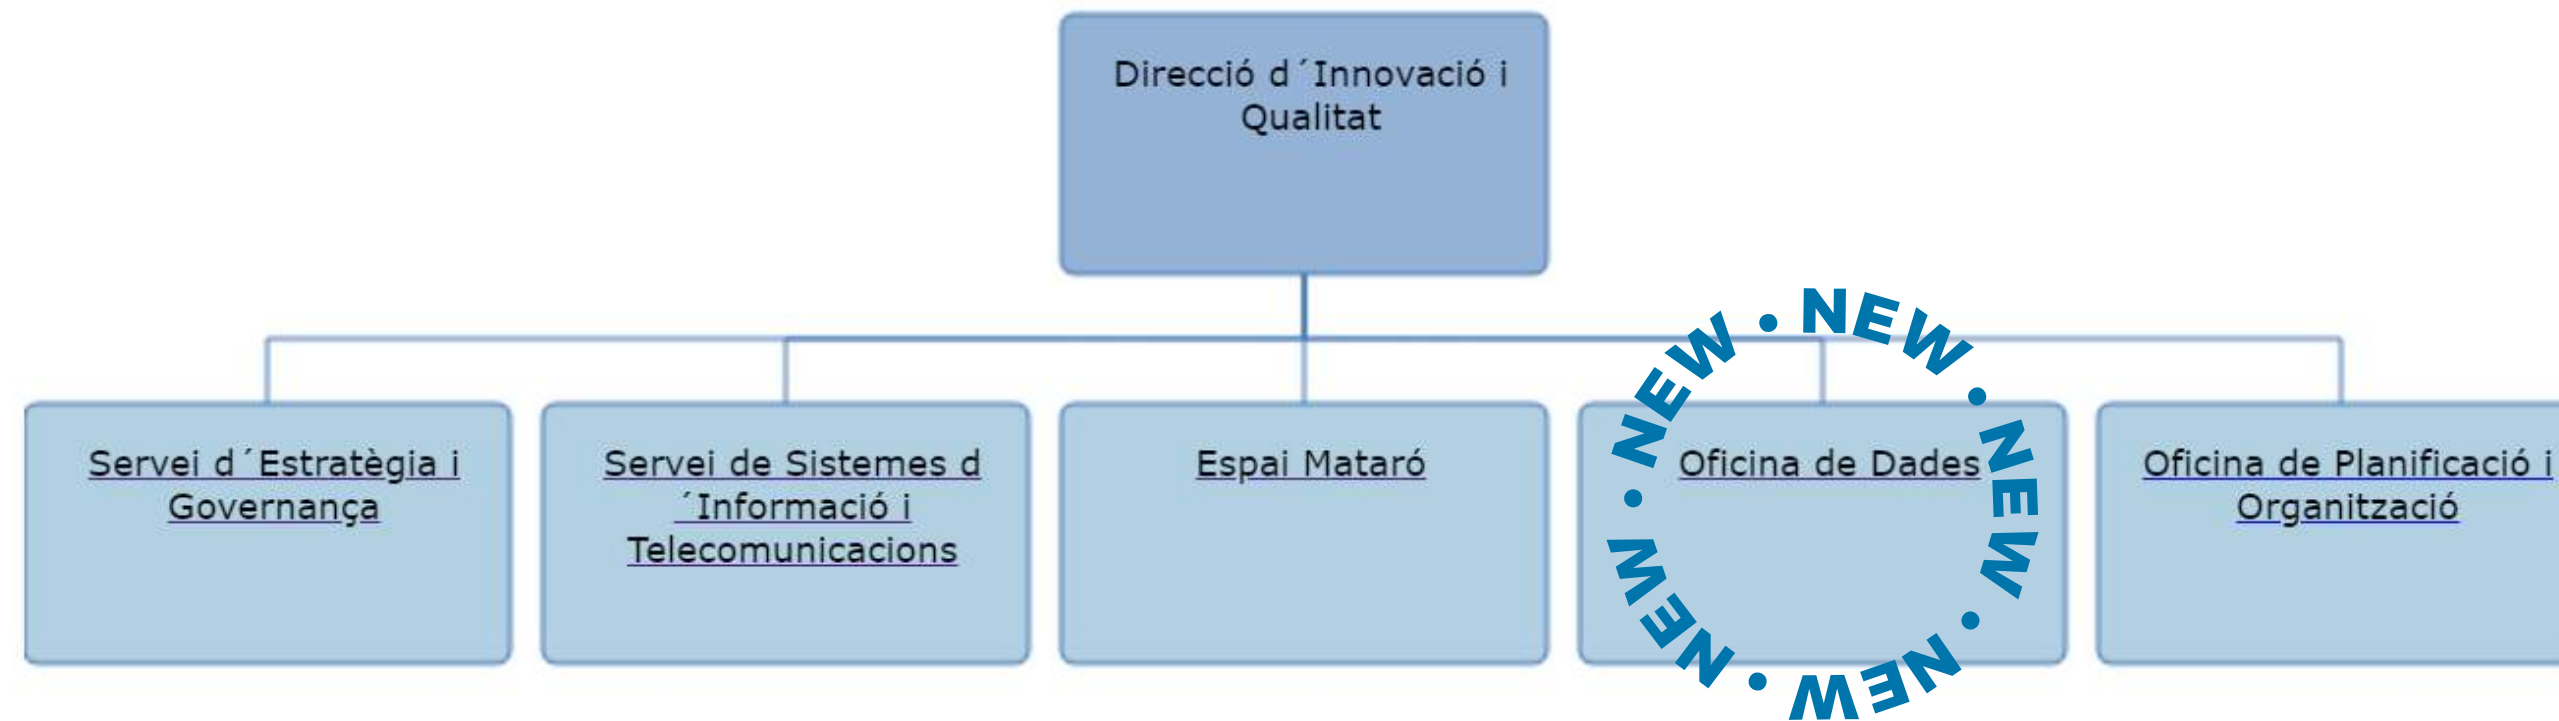 Direcció d´Innovació i
Qualitat
Servei d´Estratègia i
Governança
Servei de Sistemes d
´Informació i
Telecomunicacions
Espai Mataró
Oficina de Dades
Oficina de Planificació i
Organització
NEW • NEW • NEW • NEW • NEW • NEW •